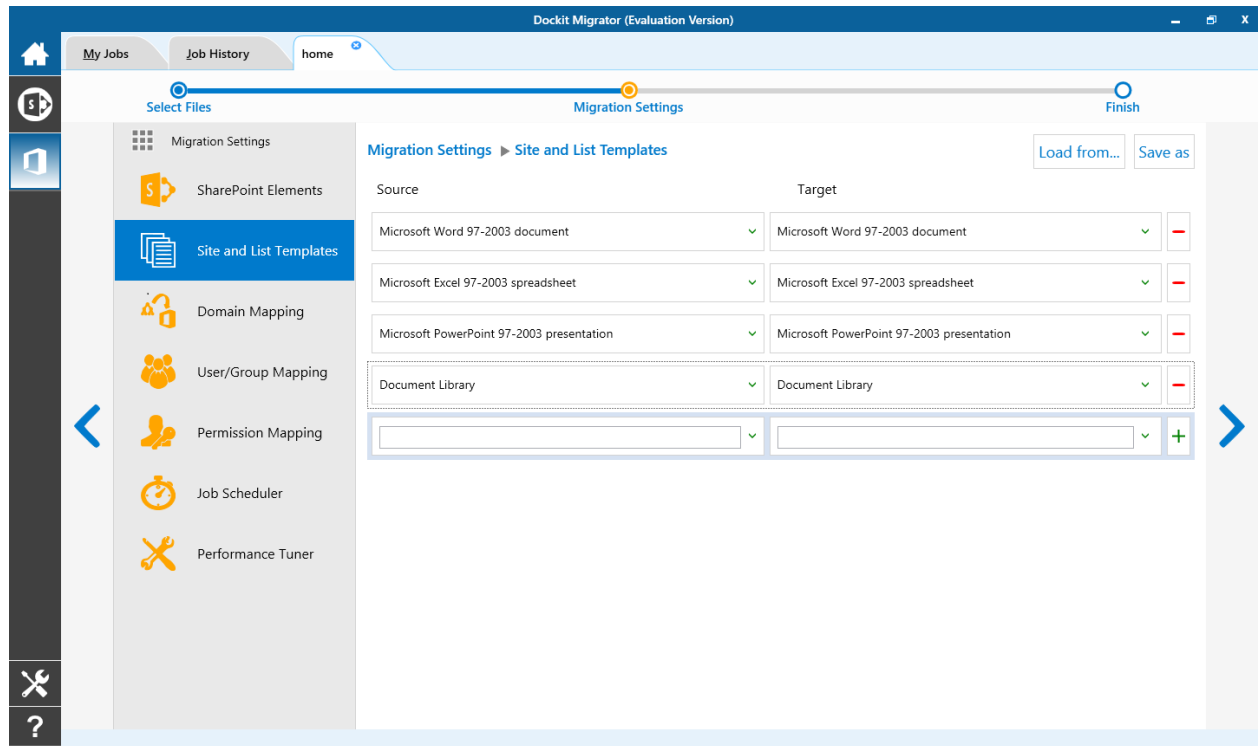 Dockit Migrator (Evaluation Version)
My Jobs
Job History
home
Select Files
Migration Settings
Finish
Migration Settings
SharePoint Elements
Site and List Templates
Domain Mapping
User/Group Mapping
Permission Mapping
Job Scheduler
Performance Tuner
Migration Settings ▶ Site and List Templates
Load from...
Save as
Source
Target
Microsoft Word 97-2003 document
Microsoft Word 97-2003 document
Microsoft Excel 97-2003 spreadsheet
Microsoft Excel 97-2003 spreadsheet
Microsoft PowerPoint 97-2003 presentation
Microsoft PowerPoint 97-2003 presentation
Document Library
Document Library